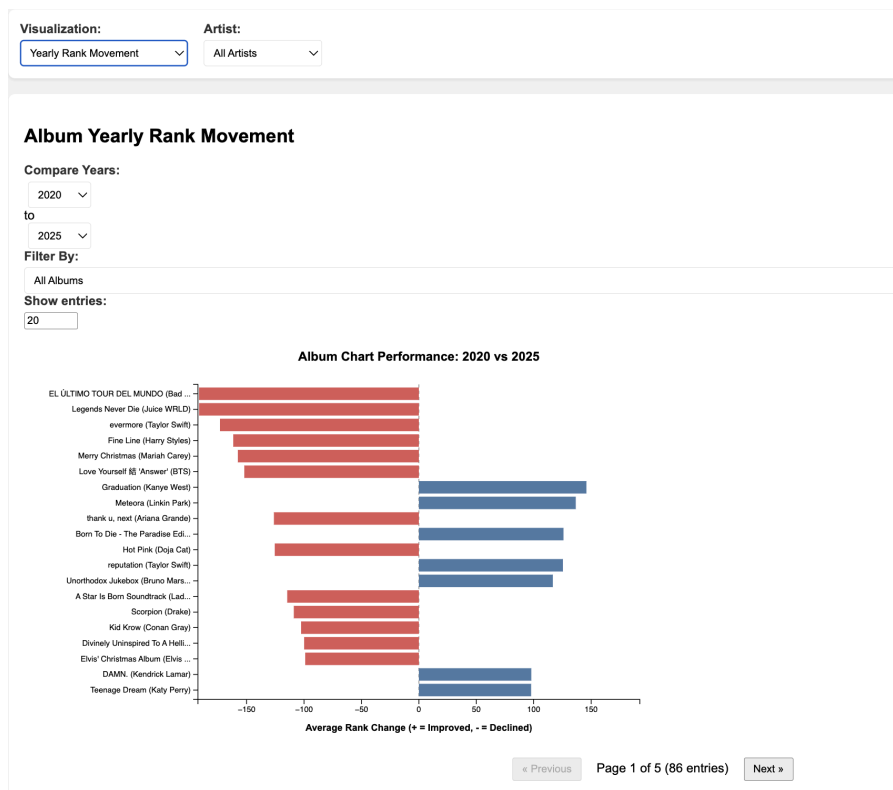 Visualization:
Artist:
Yearly Rank Movement
All Artists
Album Yearly Rank Movement
Compare Years:
2020
to
2025
Filter By:
All Albums
Show entries:
20
Album Chart Performance: 2020 vs 2025
EL ÚLTIMO TOUR DEL MUNDO (Bad ...
Legends Never Die (Juice WRLD)
evermore (Taylor Swift)
Fine Line (Harry Styles)
Merry Christmas (Mariah Carey)
Love Yourself 結 'Answer' (BTS)
Graduation (Kanye West)
Meteora (Linkin Park)
thank u, next (Ariana Grande)
Born To Die - The Paradise Edi...
Hot Pink (Doja Cat)
reputation (Taylor Swift)
Unorthodox Jukebox (Bruno Mars...
A Star Is Born Soundtrack (Lad...
Scorpion (Drake)
Kid Krow (Conan Gray)
Divinely Uninspired To A Helli...
Elvis' Christmas Album (Elvis ...
DAMN. (Kendrick Lamar)
Teenage Dream (Katy Perry)
−150 −100 −50 0 50 100 150
Average Rank Change (+ = Improved, - = Declined)
« Previous Page 1 of 5 (86 entries) Next »